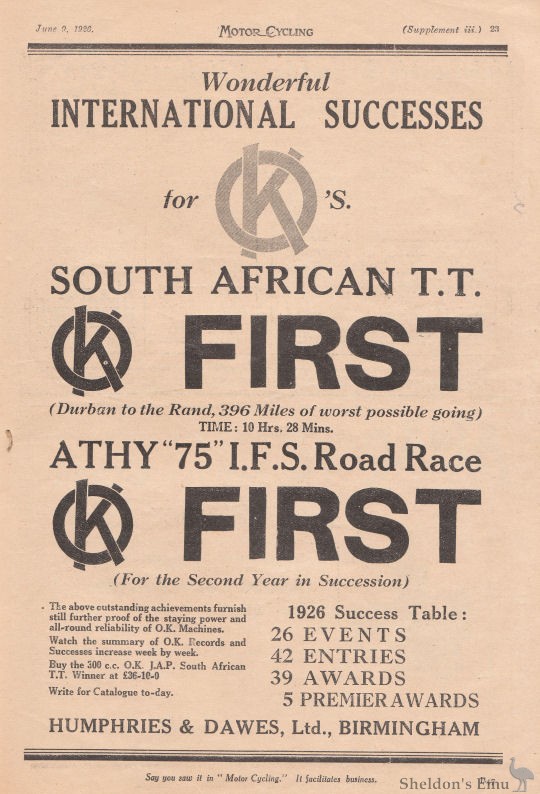 June 9, 1926. MOTOR CYCLING (Supplement iii.) 23
Wonderful
INTERNATIONAL SUCCESSES
for OK 'S.
SOUTH AFRICAN T.T.
OK FIRST
(Durban to the Rand, 396 Miles of worst possible going)
TIME: 10 Hrs. 28 Mins.
ATHY "75" I.F.S. Road Race
OK FIRST
(For the Second Year in Succession)
The above outstanding achievements furnish
still further proof of the staying power and
all-round reliability of O.K. Machines.
Watch the summary of O.K. Records and
Successes increase week by week.
Buy the 300 c.c. O.K. J.A.P. South African
T.T. Winner at £36-10-0
Write for Catalogue to-day.
1926 Success Table:
26 EVENTS
42 ENTRIES
39 AWARDS
5 PREMIER AWARDS
HUMPHRIES & DAWES, Ltd., BIRMINGHAM
Say you saw it in "Motor Cycling." It facilitates business.
Sheldon's Emu